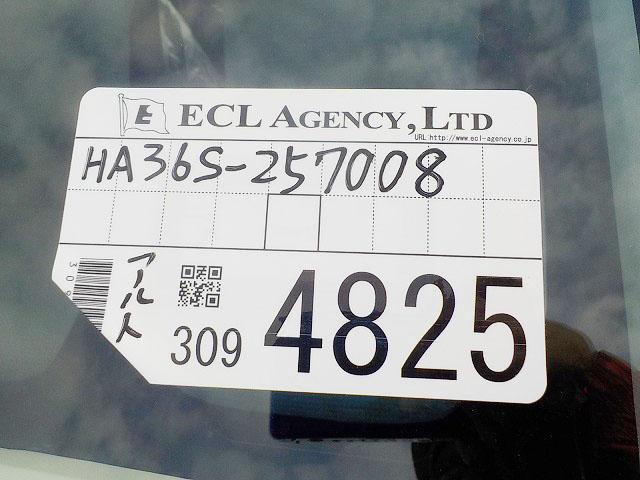 E ECL AGENCY, LTD
URL http://www.ecl-agency.co.jp
HA36S-257008
アルト
309 4825